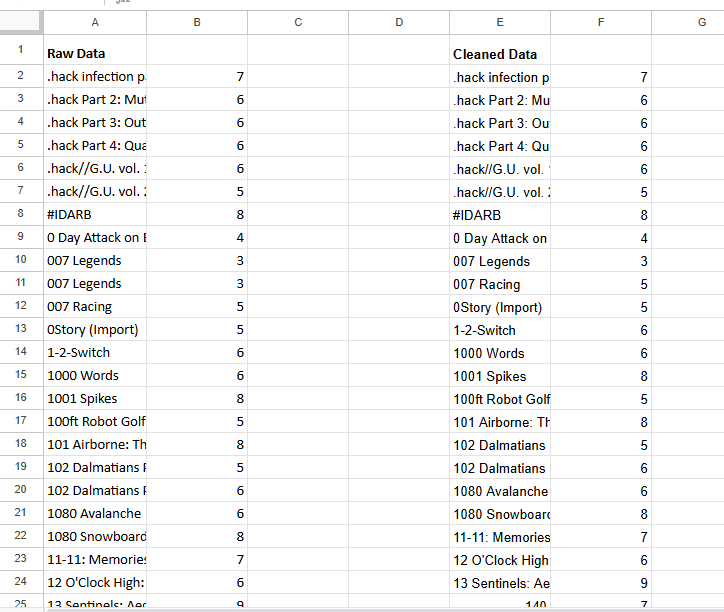 A B C D E F G
1 Raw Data Cleaned Data
2 .hack infection p 7 .hack infection p 7
3 .hack Part 2: Mu 6 .hack Part 2: Mu 6
4 .hack Part 3: Out 6 .hack Part 3: Ou 6
5 .hack Part 4: Qua 6 .hack Part 4: Qu 6
6 .hack//G.U. vol. 6 .hack//G.U. vol. 6
7 .hack//G.U. vol. 5 .hack//G.U. vol. 5
8 #IDARB 8 #IDARB 8
9 0 Day Attack on 4 0 Day Attack on 4
10 007 Legends 3 007 Legends 3
11 007 Legends 3 007 Racing 5
12 007 Racing 5 0Story (Import) 5
13 0Story (Import) 5 1-2-Switch 6
14 1-2-Switch 6 1000 Words 6
15 1000 Words 6 1001 Spikes 8
16 1001 Spikes 8 100ft Robot Golf 5
17 100ft Robot Golf 5 101 Airborne: Th 8
18 101 Airborne: Th 8 102 Dalmatians 5
19 102 Dalmatians 5 102 Dalmatians 6
20 102 Dalmatians 6 1080 Avalanche 6
21 1080 Avalanche 6 1080 Snowboard 8
22 1080 Snowboard 8 11-11: Memories 7
23 11-11: Memories 7 12 O'Clock High 6
24 12 O'Clock High: 6 13 Sentinels: Ae 9
25 13 Sentinels: Aeg 9 140 7